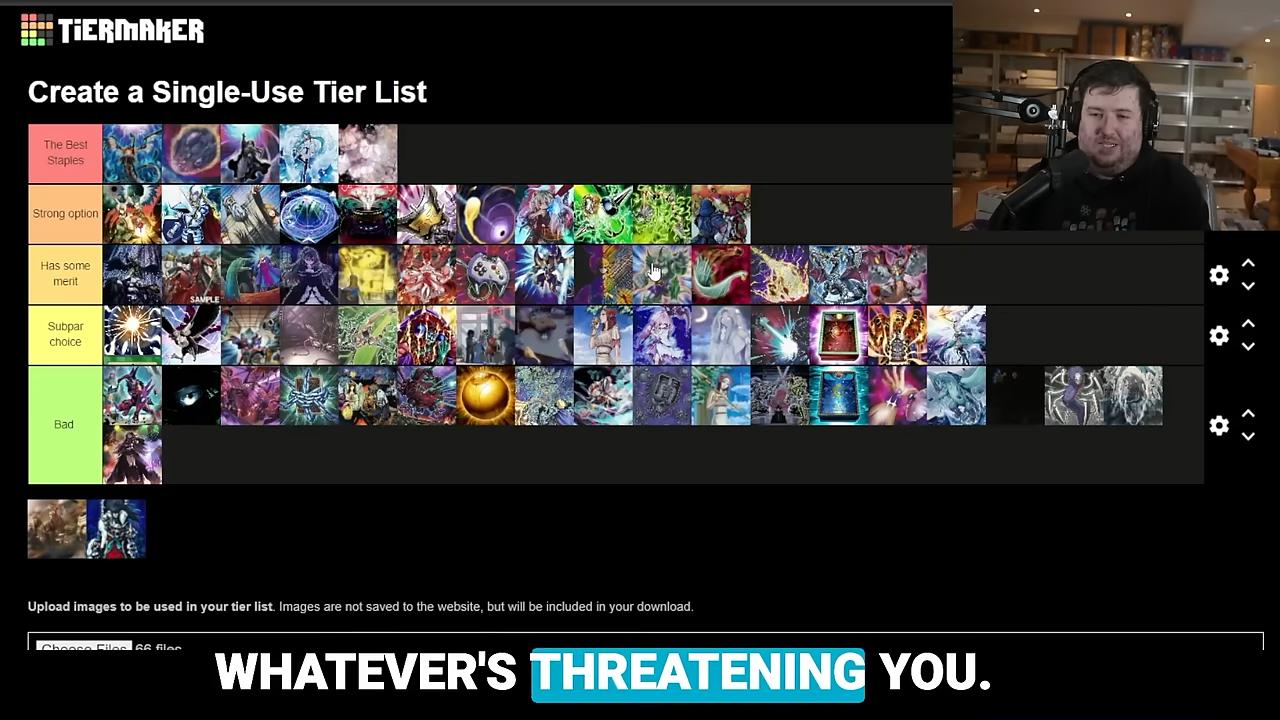 TiERMAKER
Create a Single-Use Tier List
The Best
Staples
Strong option
Has some
merit
SAMPLE
Subpar
choice
Bad
Upload images to be used in your tier list. Images are not saved to the website, but will be included in your download.
Choose Files 66 files
WHATEVER'S THREATENING YOU.